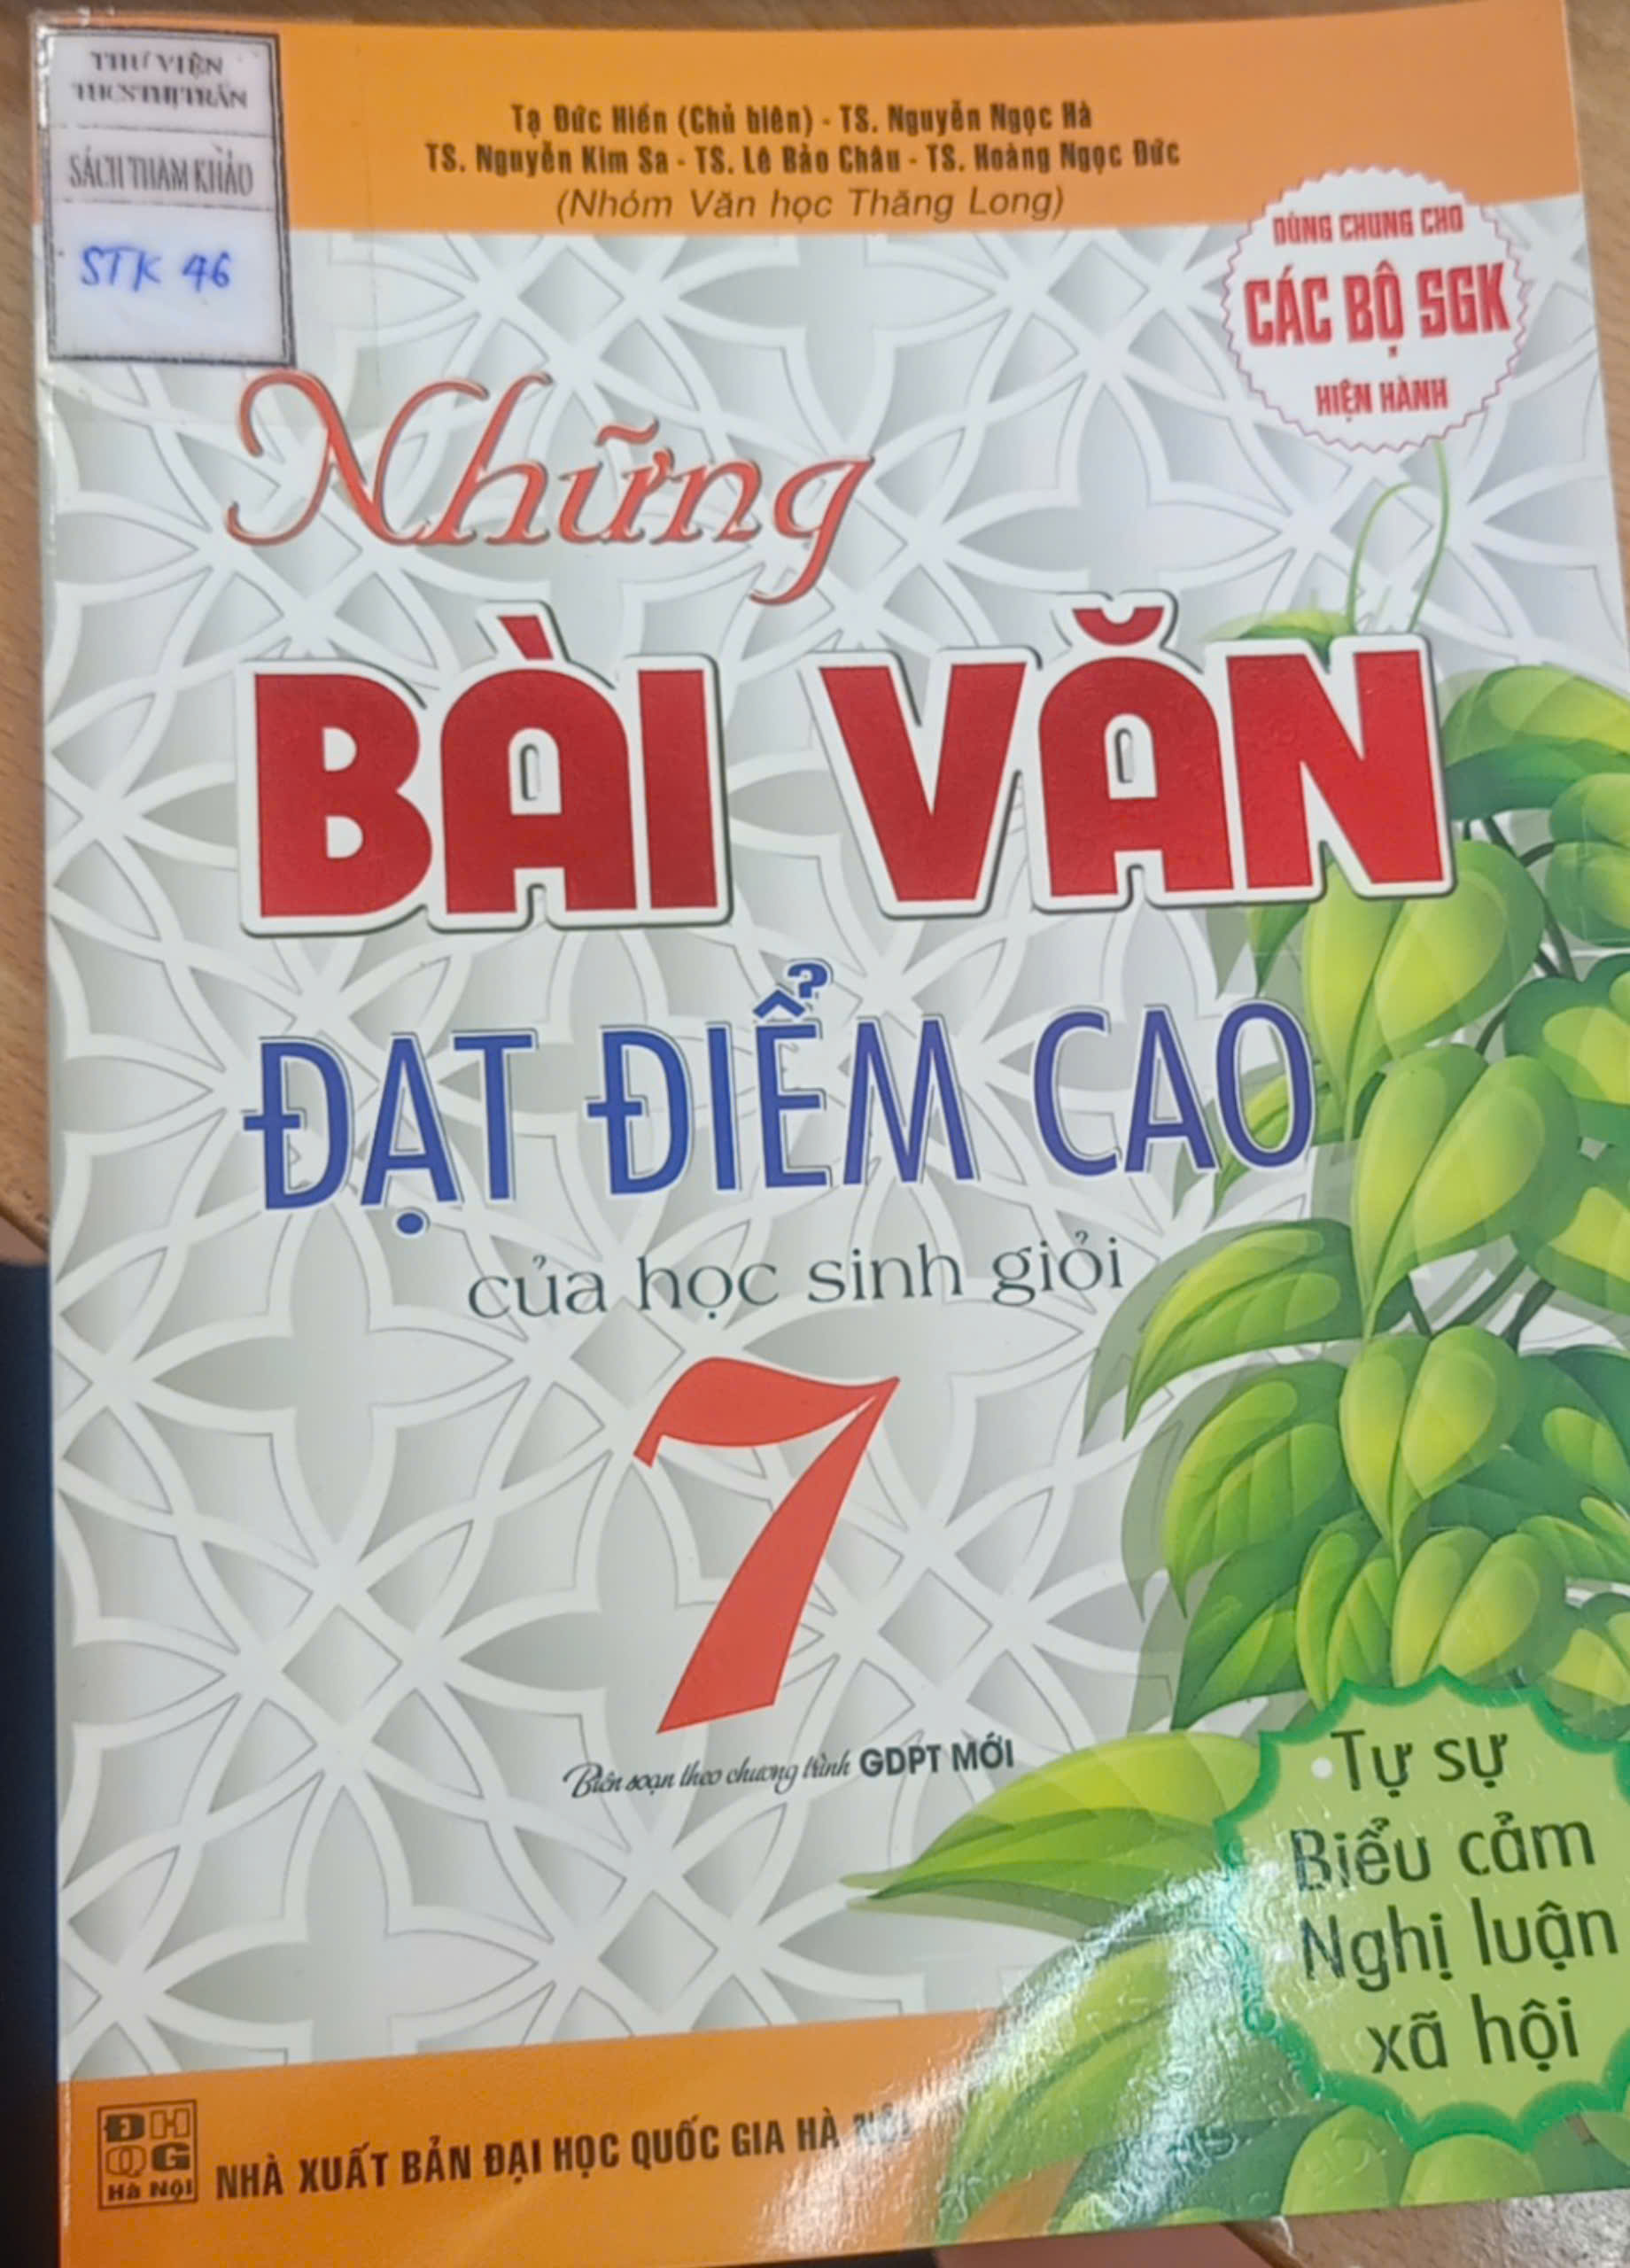 THƯ VIỆN
THCS THỊ TRẤN
SÁCH THAM KHẢO
STK 46
Tạ Đức Hiền (Chủ biên) - TS. Nguyễn Ngọc Hà
TS. Nguyễn Kim Sa - TS. Lê Bảo Châu - TS. Hoàng Ngọc Đức
(Nhóm Văn học Thăng Long)
DÙNG CHUNG CHO
CÁC BỘ SGK
HIỆN HÀNH
Những
BÀI VĂN
ĐẠT ĐIỂM CAO
của học sinh giỏi
7
Biên soạn theo chương trình GDPT MỚI
•Tự sự
Biểu cảm
Nghị luận
xã hội
ĐH
QG
Hà Nội
NHÀ XUẤT BẢN ĐẠI HỌC QUỐC GIA HÀ NỘI